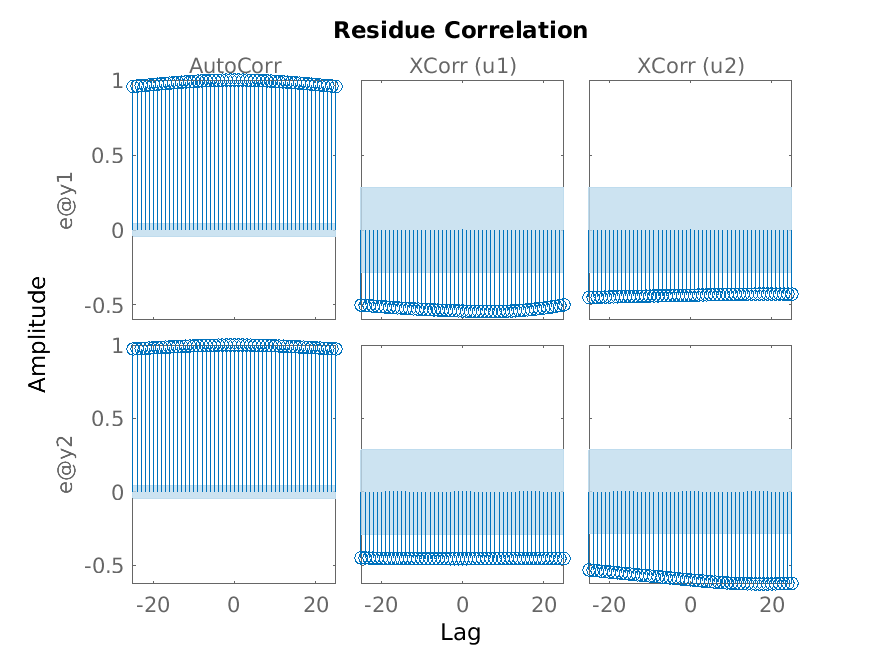 Residue Correlation
AutoCorr XCorr (u1) XCorr (u2)
1
0.5
0
-0.5
e@y1
1
0.5
0
-0.5
e@y2
Amplitude
-20 0 20 -20 0 20 -20 0 20
Lag